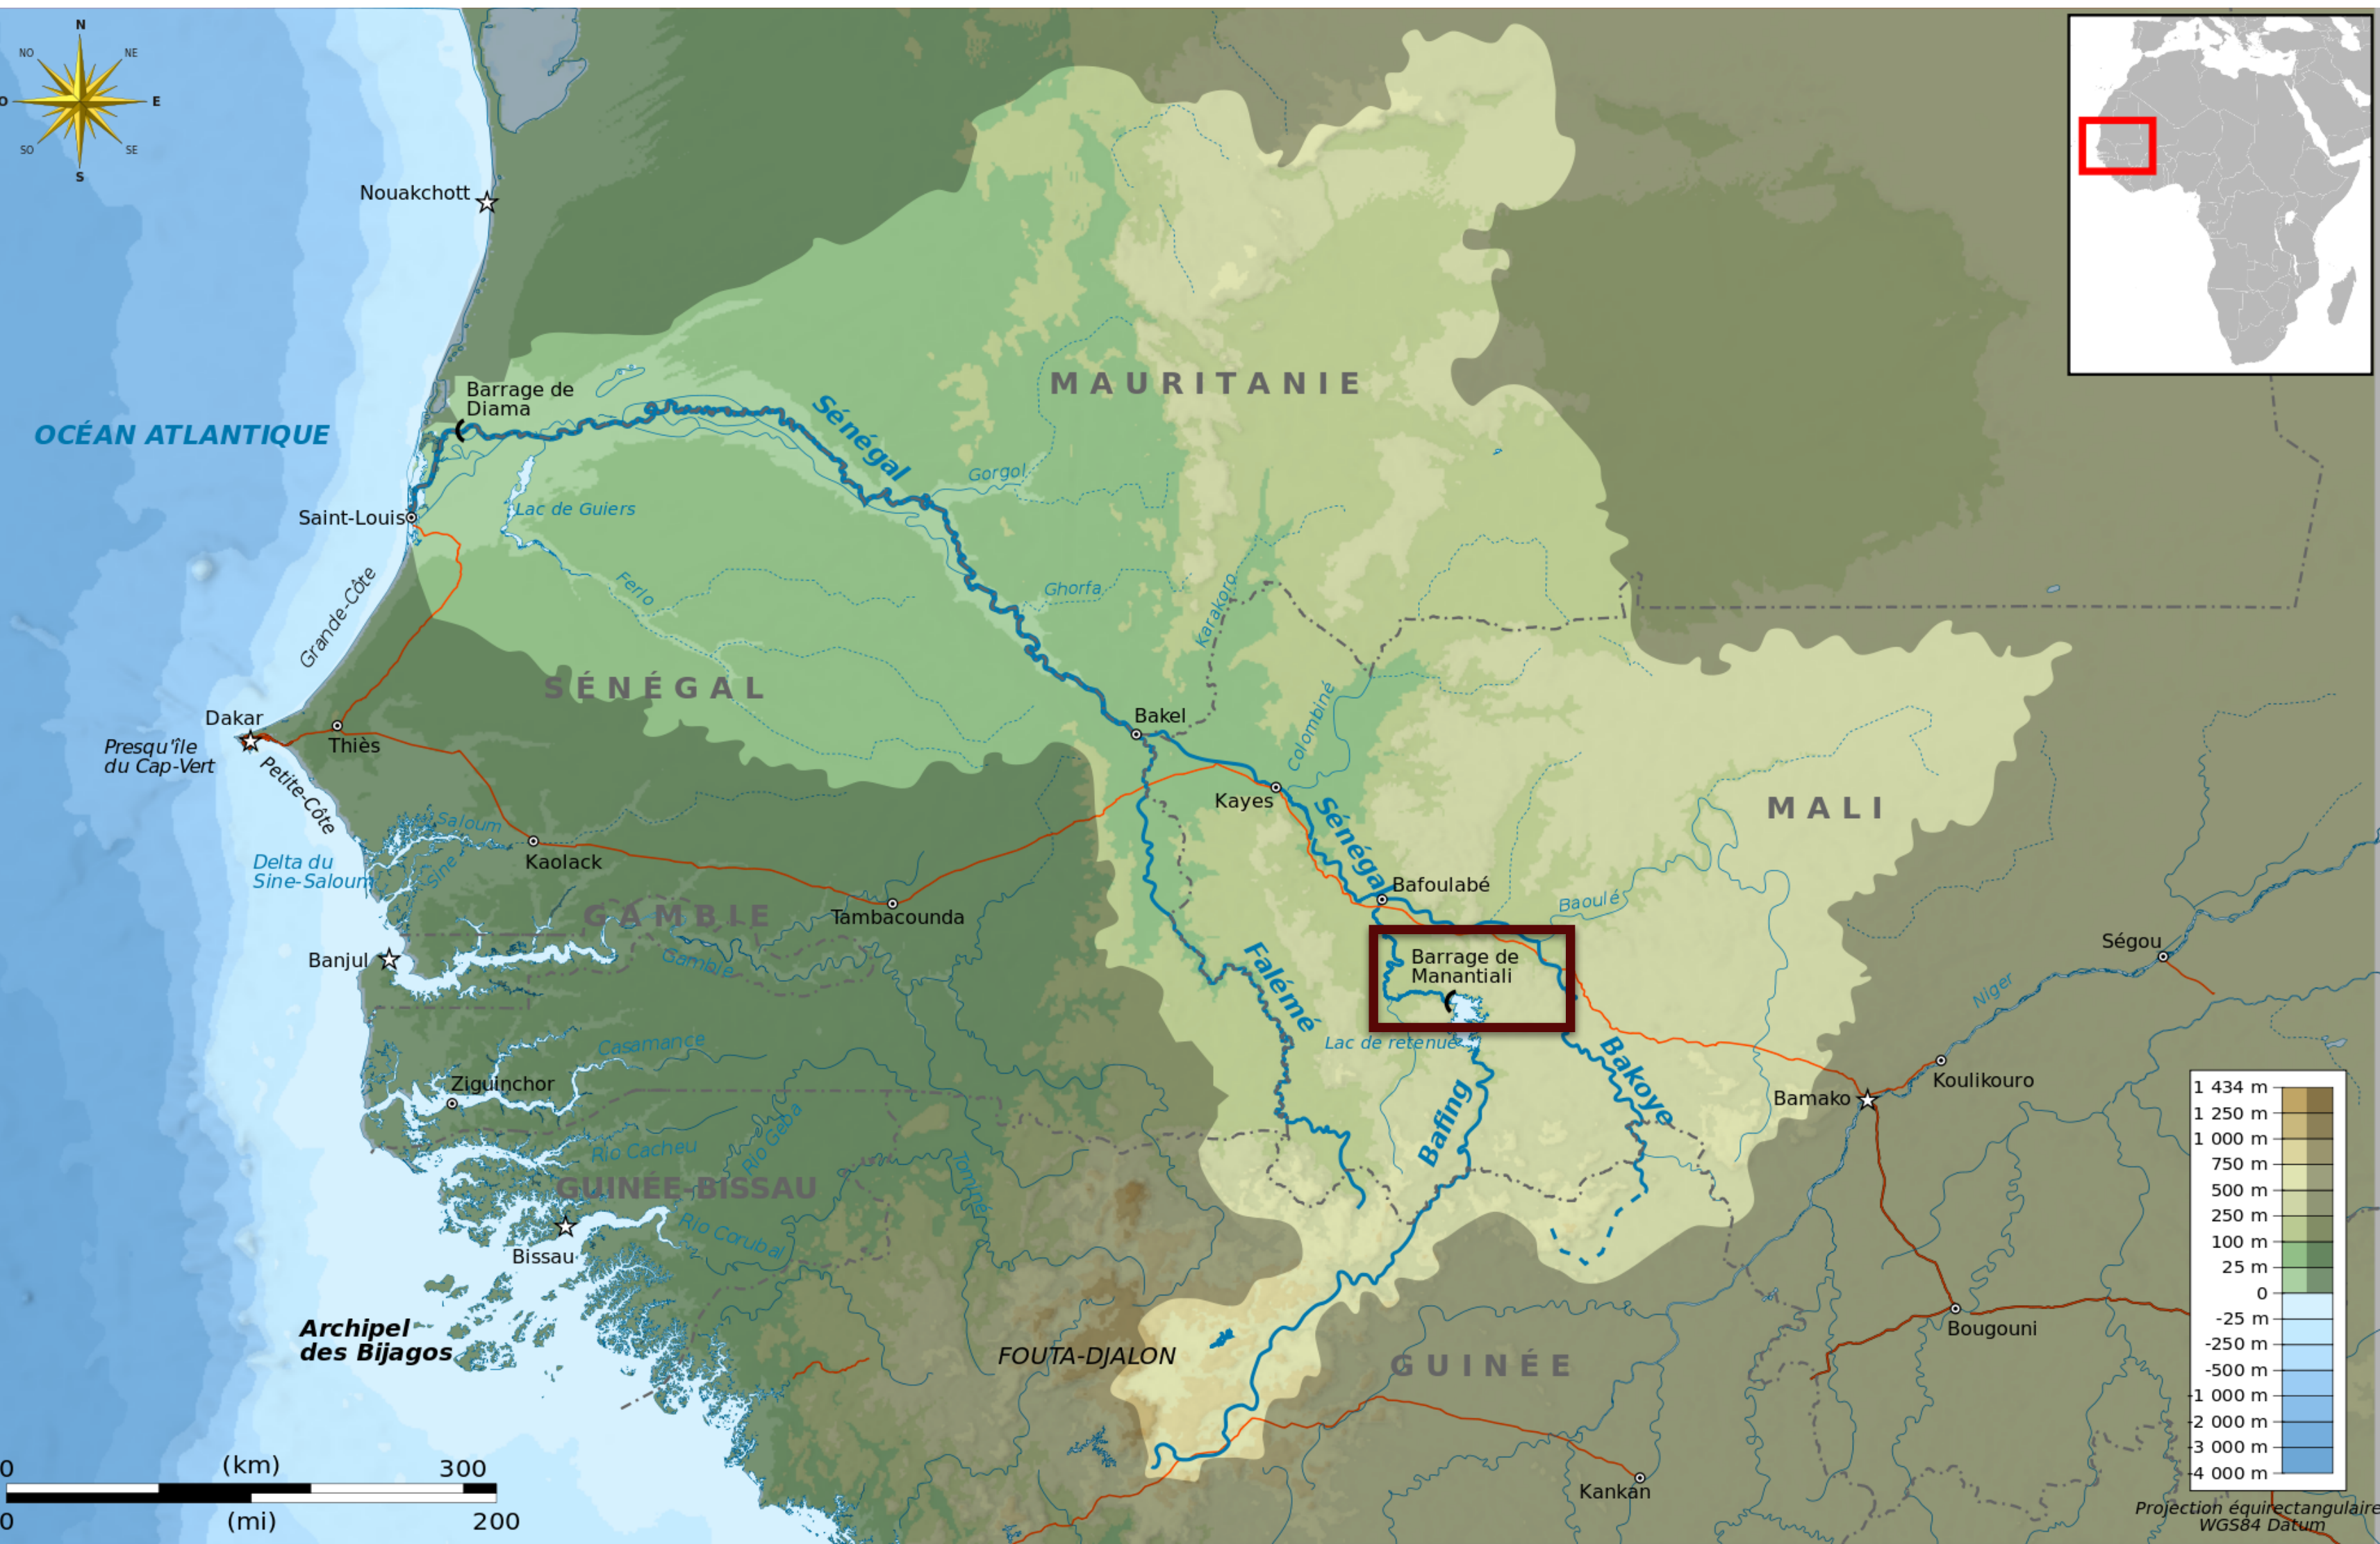 N
NO
NE
O
E
SO
SE
S
Nouakchott
Barrage de
Diama
OCÉAN ATLANTIQUE
Sénégal
MAURITANIE
Gorgol
Saint-Louis
Lac de Guiers
Grande-Côte
Ferlo
Ghorfa
Karakoro
SÉNÉGAL
Dakar
Presqu'île
du Cap-Vert
Thiès
Petite-Côte
Bakel
Colombiné
Kayes
Sénégal
MALI
Saloum
Sine
Delta du
Sine-Saloum
Kaolack
GAMBIE
Tambacounda
Bafoulabé
Baoulé
Banjul
Gambie
Falémé
Barrage de
Manantiali
Lac de retenue
Ségou
Niger
Casamance
Ziguinchor
Bafing
Bakoye
Bamako
Koulikouro
Rio Cacheu
Rio Geba
GUINÉE-BISSAU
Tominé
Rio Corubal
Bissau
Archipel
des Bijagos
FOUTA-DJALON
GUINÉE
Bougouni
Kankan
1 434 m
1 250 m
1 000 m
750 m
500 m
250 m
100 m
25 m
0
-25 m
-250 m
-500 m
-1 000 m
-2 000 m
-3 000 m
-4 000 m
0 (km) 300
0 (mi) 200
Projection équirectangulaire
WGS84 Datum